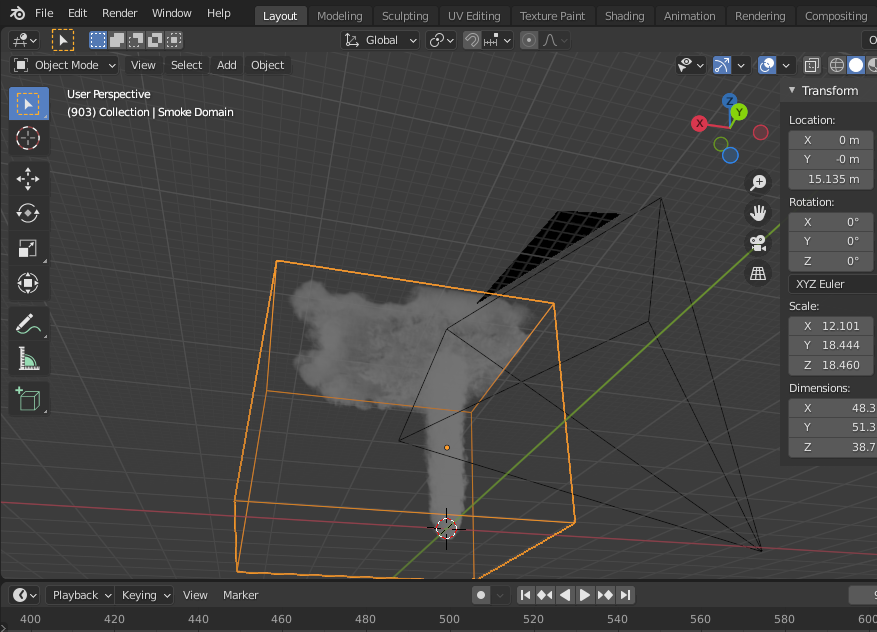 File Edit Render Window Help Layout Modeling Sculpting UV Editing Texture Paint Shading Animation Rendering Compositing
Global
Object Mode View Select Add Object
User Perspective
(903) Collection | Smoke Domain
Z
Y
X
Transform
Location:
X 0 m
Y -0 m
15.135 m
Rotation:
X 0°
Y 0°
Z 0°
XYZ Euler
Scale:
X 12.101
Y 18.444
Z 18.460
Dimensions:
X 48.3
Y 51.3
Z 38.7
Playback Keying View Marker
400 420 440 460 480 500 520 540 560 580 600